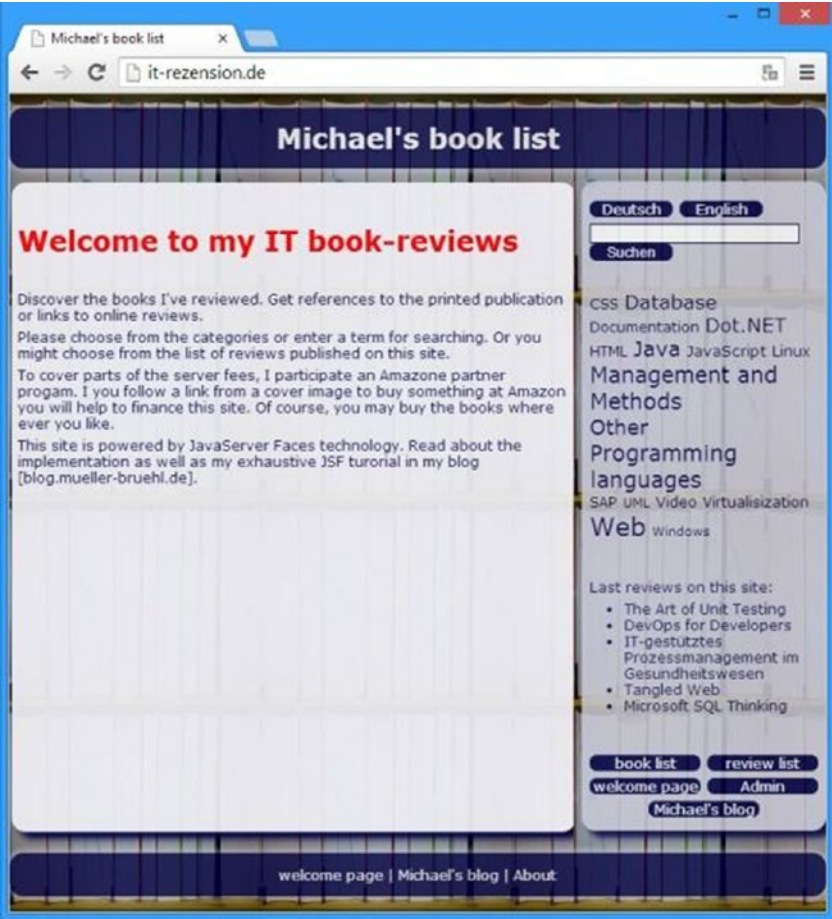 Michael's book list
it-rezension.de
Michael's book list
Welcome to my IT book-reviews
Discover the books I've reviewed. Get references to the printed publication
or links to online reviews.
Please choose from the categories or enter a term for searching. Or you
might choose from the list of reviews published on this site.
To cover parts of the server fees, I participate an Amazone partner
progam. I you follow a link from a cover image to buy something at Amazon
you will help to finance this site. Of course, you may buy the books where
ever you like.
This site is powered by JavaServer Faces technology. Read about the
implementation as well as my exhaustive JSF turorial in my blog
[blog.mueller-bruehl.de].
Deutsch English
Suchen
css Database
Documentation Dot.NET
HTML Java JavaScript Linux
Management and
Methods
Other
Programming
languages
SAP UML Video Virtualisization
Web Windows
Last reviews on this site:
• The Art of Unit Testing
• DevOps for Developers
• IT-gestütztes
Prozessmanagement im
Gesundheitswesen
• Tangled Web
• Microsoft SQL Thinking
book list review list
welcome page Admin
Michael's blog
welcome page | Michael's blog | About